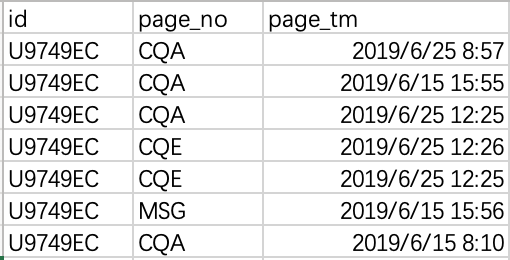 id page_no page_tm
U9749EC CQA 2019/6/25 8:57
U9749EC CQA 2019/6/15 15:55
U9749EC CQA 2019/6/25 12:25
U9749EC CQE 2019/6/25 12:26
U9749EC CQE 2019/6/25 12:25
U9749EC MSG 2019/6/15 15:56
U9749EC CQA 2019/6/15 8:10